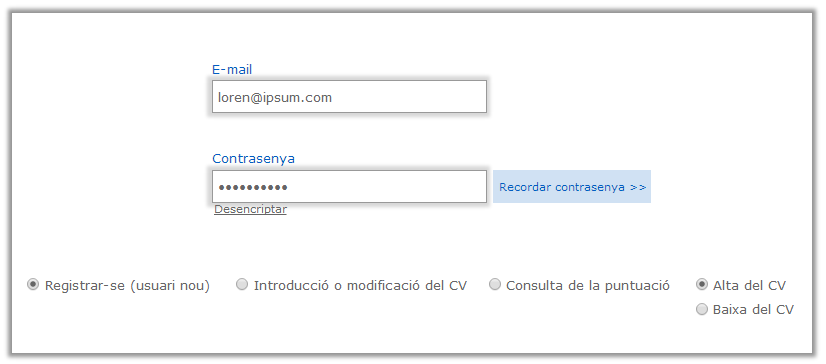 E-mail
loren@ipsum.com
Contrasenya
●●●●●●●●●● Recordar contrasenya >>
Desencriptar
Registrar-se (usuari nou) Introducció o modificació del CV Consulta de la puntuació Alta del CV
Baixa del CV